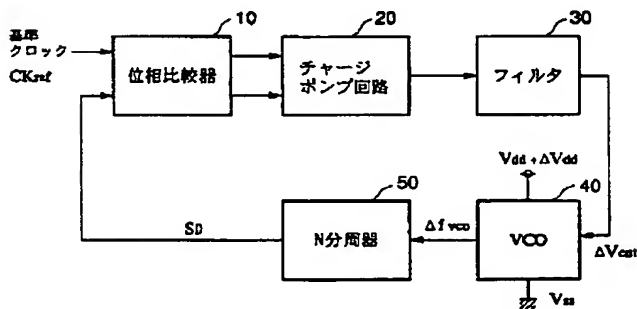 10
20
30
基準
クロック
CKref
位相比較器
チャージ
ポンプ回路
フィルタ
Vdd + ΔVdd
50
40
SD
N分周器
Δf vco
VCO
ΔVcnt
Vss